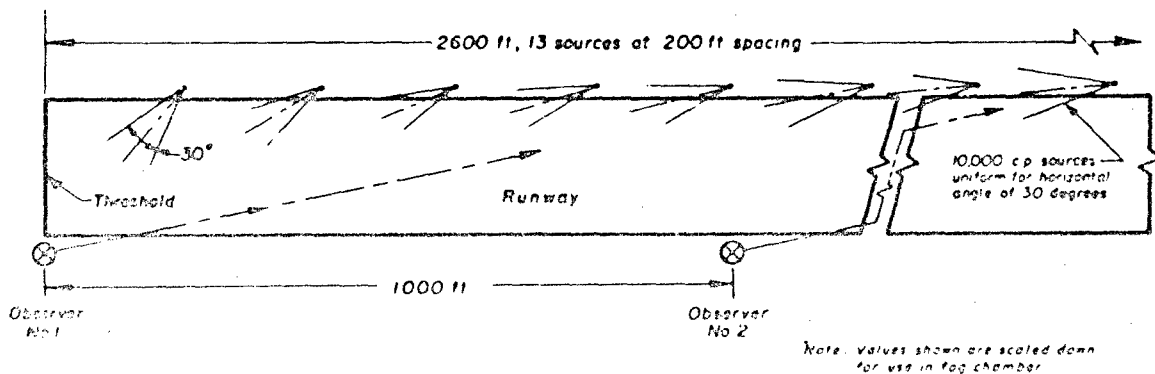 2600 ft, 13 sources at 200 ft spacing
30°
Threshold
Runway
10,000 c.p. sources
uniform for horizontal
angle of 30 degrees
1000 ft
Observer
No. 1
Observer
No. 2
Note: Values shown are scaled down
for use in fog chamber